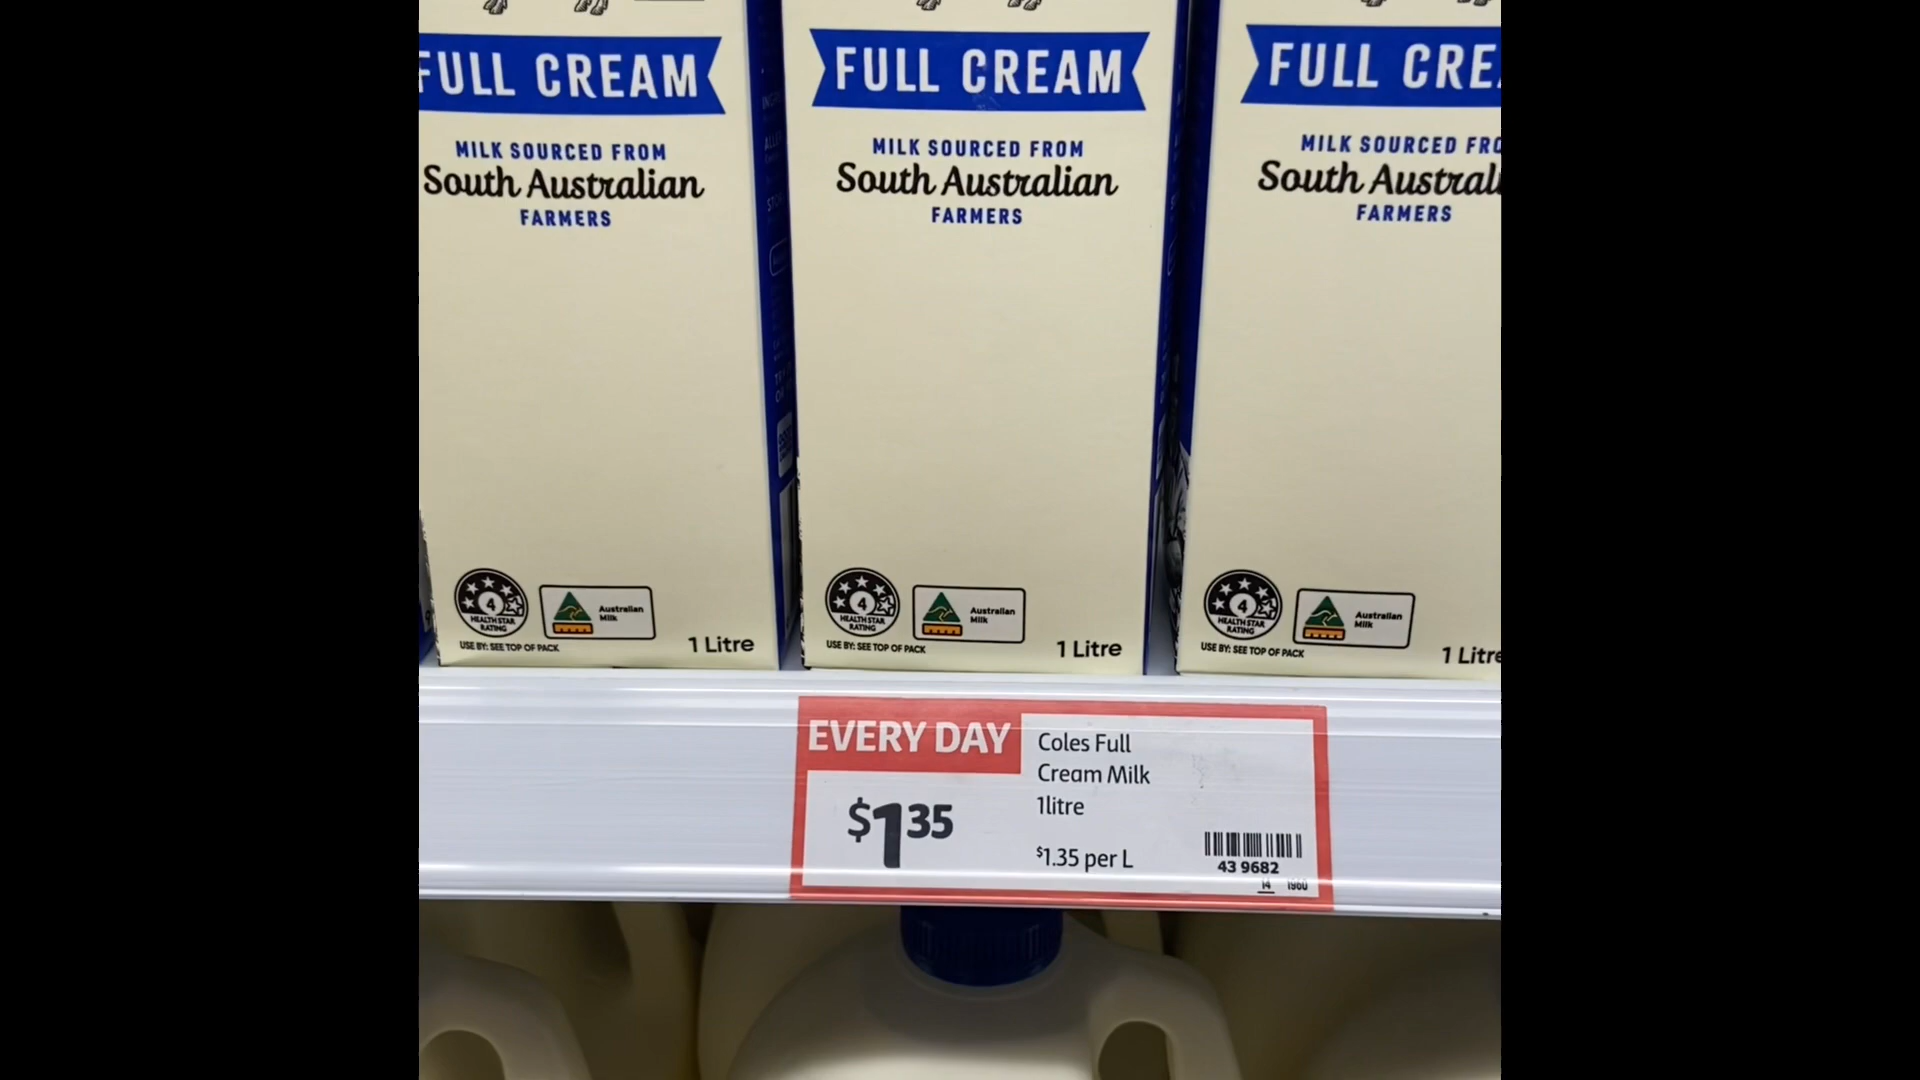 FULL CREAM
MILK SOURCED FROM
South Australian
FARMERS
4
HEALTH STAR
RATING
Australian
Milk
USE BY: SEE TOP OF PACK
1 Litre
FULL CREAM
MILK SOURCED FROM
South Australian
FARMERS
4
HEALTH STAR
RATING
Australian
Milk
USE BY: SEE TOP OF PACK
1 Litre
FULL CREA
MILK SOURCED FRO
South Australi
FARMERS
4
HEALTH STAR
RATING
Australian
Milk
USE BY: SEE TOP OF PACK
1 Litre
EVERY DAY
$1 35
Coles Full
Cream Milk
1litre
$1.35 per L
43 9682
14 1960